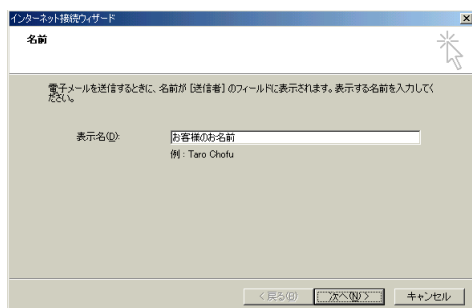 インターネット接続ウィザード
名前
電子メールを送信するときに、名前が [送信者] のフィールドに表示されます。表示する名前を入力してく
ださい。
表示名(D):
お客様のお名前
例 : Taro Chofu
< 戻る(B)
次へ(N) >
キャンセル